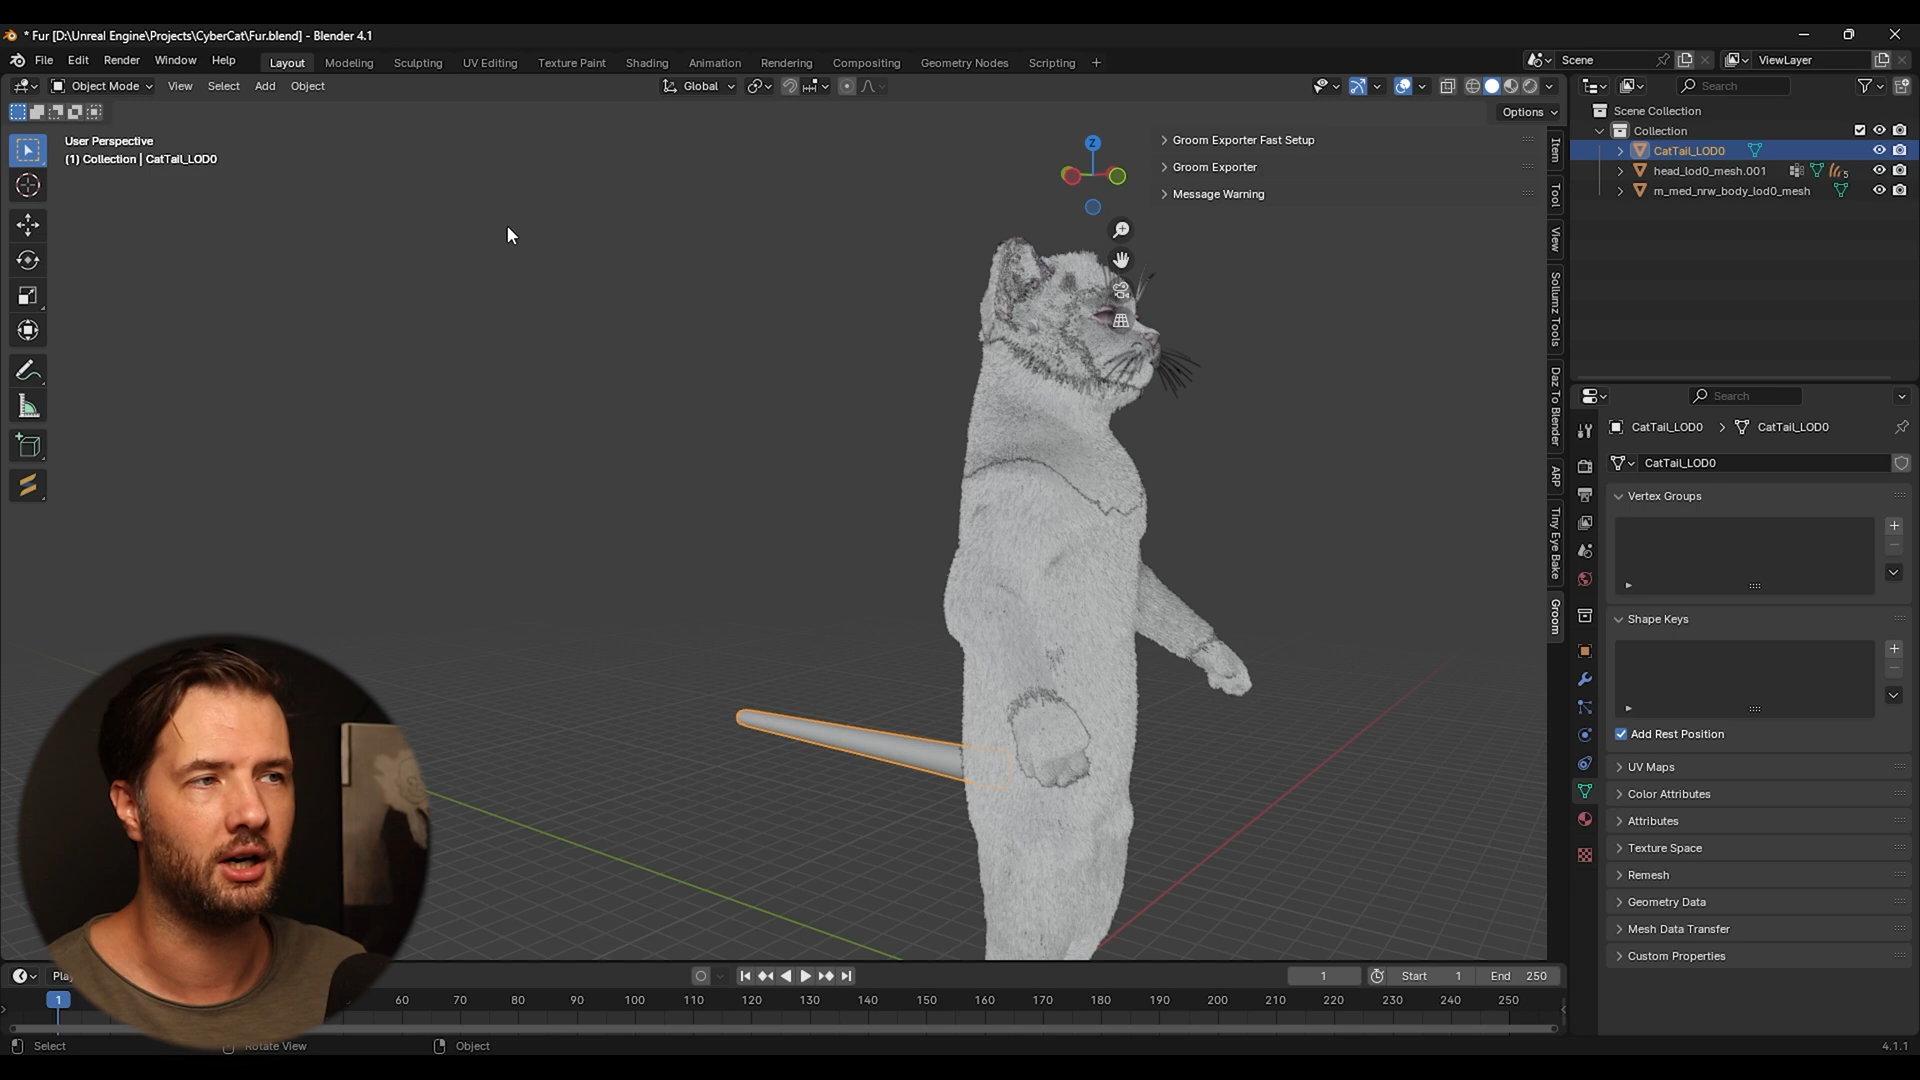 * Fur [D:\Unreal Engine\Projects\CyberCat\Fur.blend] - Blender 4.1
File Edit Render Window Help Layout Modeling Sculpting UV Editing Texture Paint Shading Animation Rendering Compositing Geometry Nodes Scripting +
Scene ViewLayer
Object Mode View Select Add Object Global
Search
Options
User Perspective
(1) Collection | CatTail_LOD0
Z
Groom Exporter Fast Setup
Groom Exporter
Message Warning
Item
Tool
View
Sollumz Tools
Daz To Blender
ARP
Tiny Eye Bake
Groom
Scene Collection
Collection
CatTail_LOD0
head_lod0_mesh.001 5
m_med_nrw_body_lod0_mesh
Search
CatTail_LOD0 > CatTail_LOD0
CatTail_LOD0
Vertex Groups
Shape Keys
Add Rest Position
UV Maps
Color Attributes
Attributes
Texture Space
Remesh
Geometry Data
Mesh Data Transfer
Custom Properties
1 Start 1 End 250
1 60 70 80 90 100 110 120 130 140 150 160 170 180 190 200 210 220 230 240 250
Select Rotate View Object 4.1.1